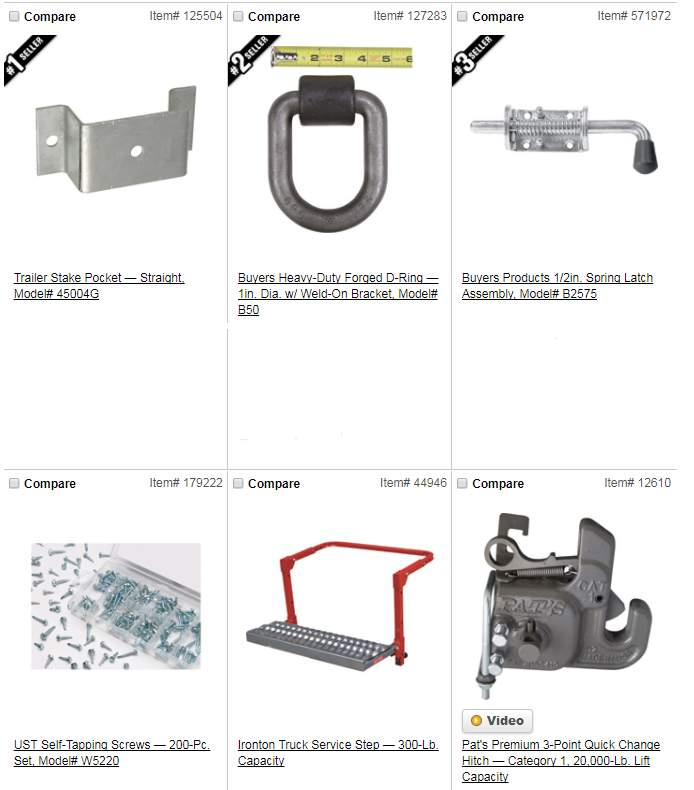 Compare Item# 125504
#1 SELLER
Trailer Stake Pocket — Straight,
Model# 45004G
Compare Item# 127283
#2 SELLER
2 3 4 5 6
Buyers Heavy-Duty Forged D-Ring —
1in. Dia. w/ Weld-On Bracket, Model#
B50
Compare Item# 571972
#3 SELLER
Buyers Products 1/2in. Spring Latch
Assembly, Model# B2575
Compare Item# 179222
UST Self-Tapping Screws — 200-Pc.
Set, Model# W5220
Compare Item# 44946
Ironton Truck Service Step — 300-Lb.
Capacity
Compare Item# 12610
PAT'S
Video
Pat's Premium 3-Point Quick Change
Hitch — Category 1, 20,000-Lb. Lift
Capacity